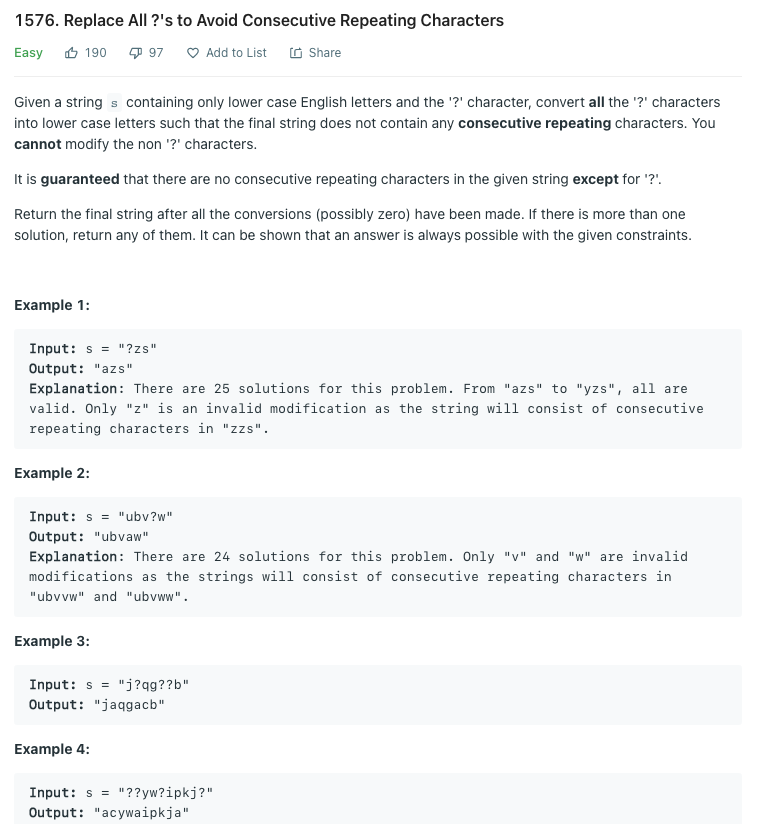 1576. Replace All ?'s to Avoid Consecutive Repeating Characters
Easy 190 97 Add to List Share
Given a string s containing only lower case English letters and the '?' character, convert all the '?' characters
into lower case letters such that the final string does not contain any consecutive repeating characters. You
cannot modify the non '?' characters.
It is guaranteed that there are no consecutive repeating characters in the given string except for '?'.
Return the final string after all the conversions (possibly zero) have been made. If there is more than one
solution, return any of them. It can be shown that an answer is always possible with the given constraints.
Example 1:
Input: s = "?zs"
Output: "azs"
Explanation: There are 25 solutions for this problem. From "azs" to "yzs", all are
valid. Only "z" is an invalid modification as the string will consist of consecutive
repeating characters in "zzs".
Example 2:
Input: s = "ubv?w"
Output: "ubvaw"
Explanation: There are 24 solutions for this problem. Only "v" and "w" are invalid
modifications as the strings will consist of consecutive repeating characters in
"ubvvw" and "ubvww".
Example 3:
Input: s = "j?qg??b"
Output: "jaqgacb"
Example 4:
Input: s = "??yw?ipkj?"
Output: "acywaipkja"